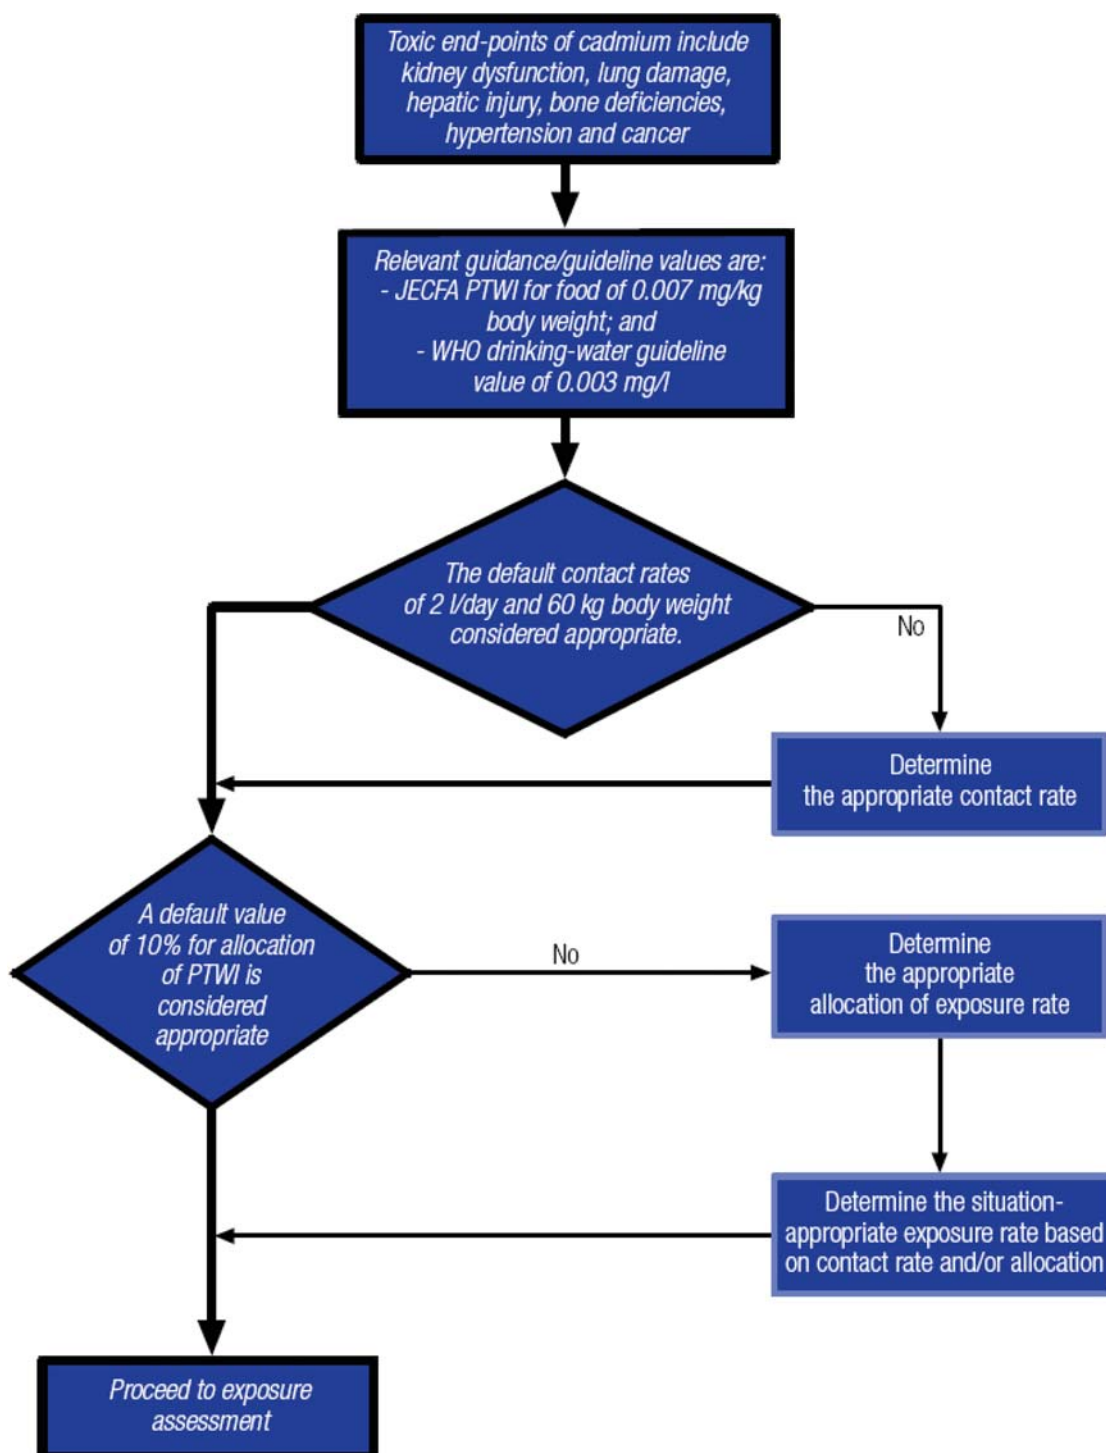 Toxic end-points of cadmium include
kidney dysfunction, lung damage,
hepatic injury, bone deficiencies,
hypertension and cancer
Relevant guidance/guideline values are:
- JECFA PTWI for food of 0.007 mg/kg
body weight; and
- WHO drinking-water guideline
value of 0.003 mg/l
The default contact rates
of 2 l/day and 60 kg body weight
considered appropriate.
No
Determine
the appropriate contact rate
A default value
of 10% for allocation
of PTWI is
considered
appropriate
No
Determine
the appropriate
allocation of exposure rate
Determine the situation-
appropriate exposure rate based
on contact rate and/or allocation
Proceed to exposure
assessment